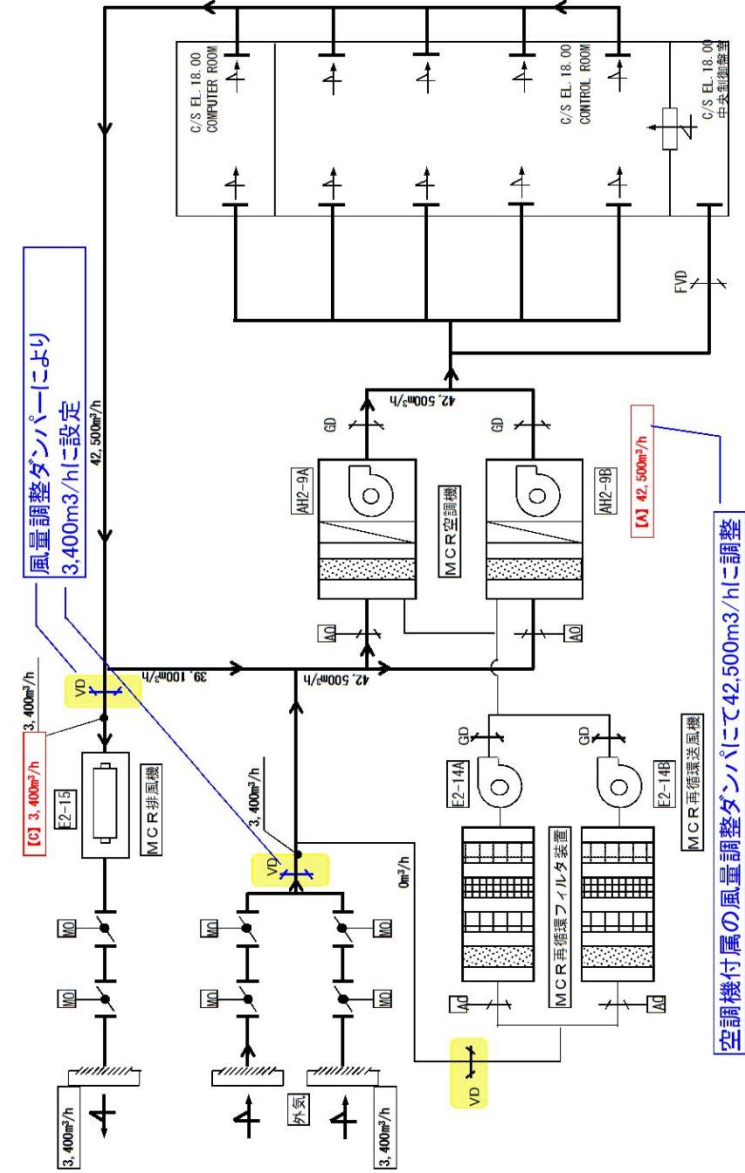 風量調整ダンパーにより
3,400m3/hに設定
42,500m³/h
C/S EL.18.00
COMPUTER ROOM
C/S EL.18.00
CONTROL ROOM
C/S EL.18.00
中央制御盤室
FVD
【C】3,400m³/h
3,400m³/h
VD
E2-15
MCR排風機
MO
MO
3,400m³/h
39,100m³/h
42,500m³/h
3,400m³/h
VD
MO
MO
MO
MO
外気
3,400m³/h
0m³/h
VD
AO
AO
AH2-9A
MCR空調機
AH2-9B
GD
GD
42,500m³/h
【A】42,500m³/h
E2-14A
GD
MCR再循環フィルタ装置
MCR再循環送風機
E2-14B
GD
AO
AO
空調機付属の風量調整ダンパにて42,500m3/hに調整